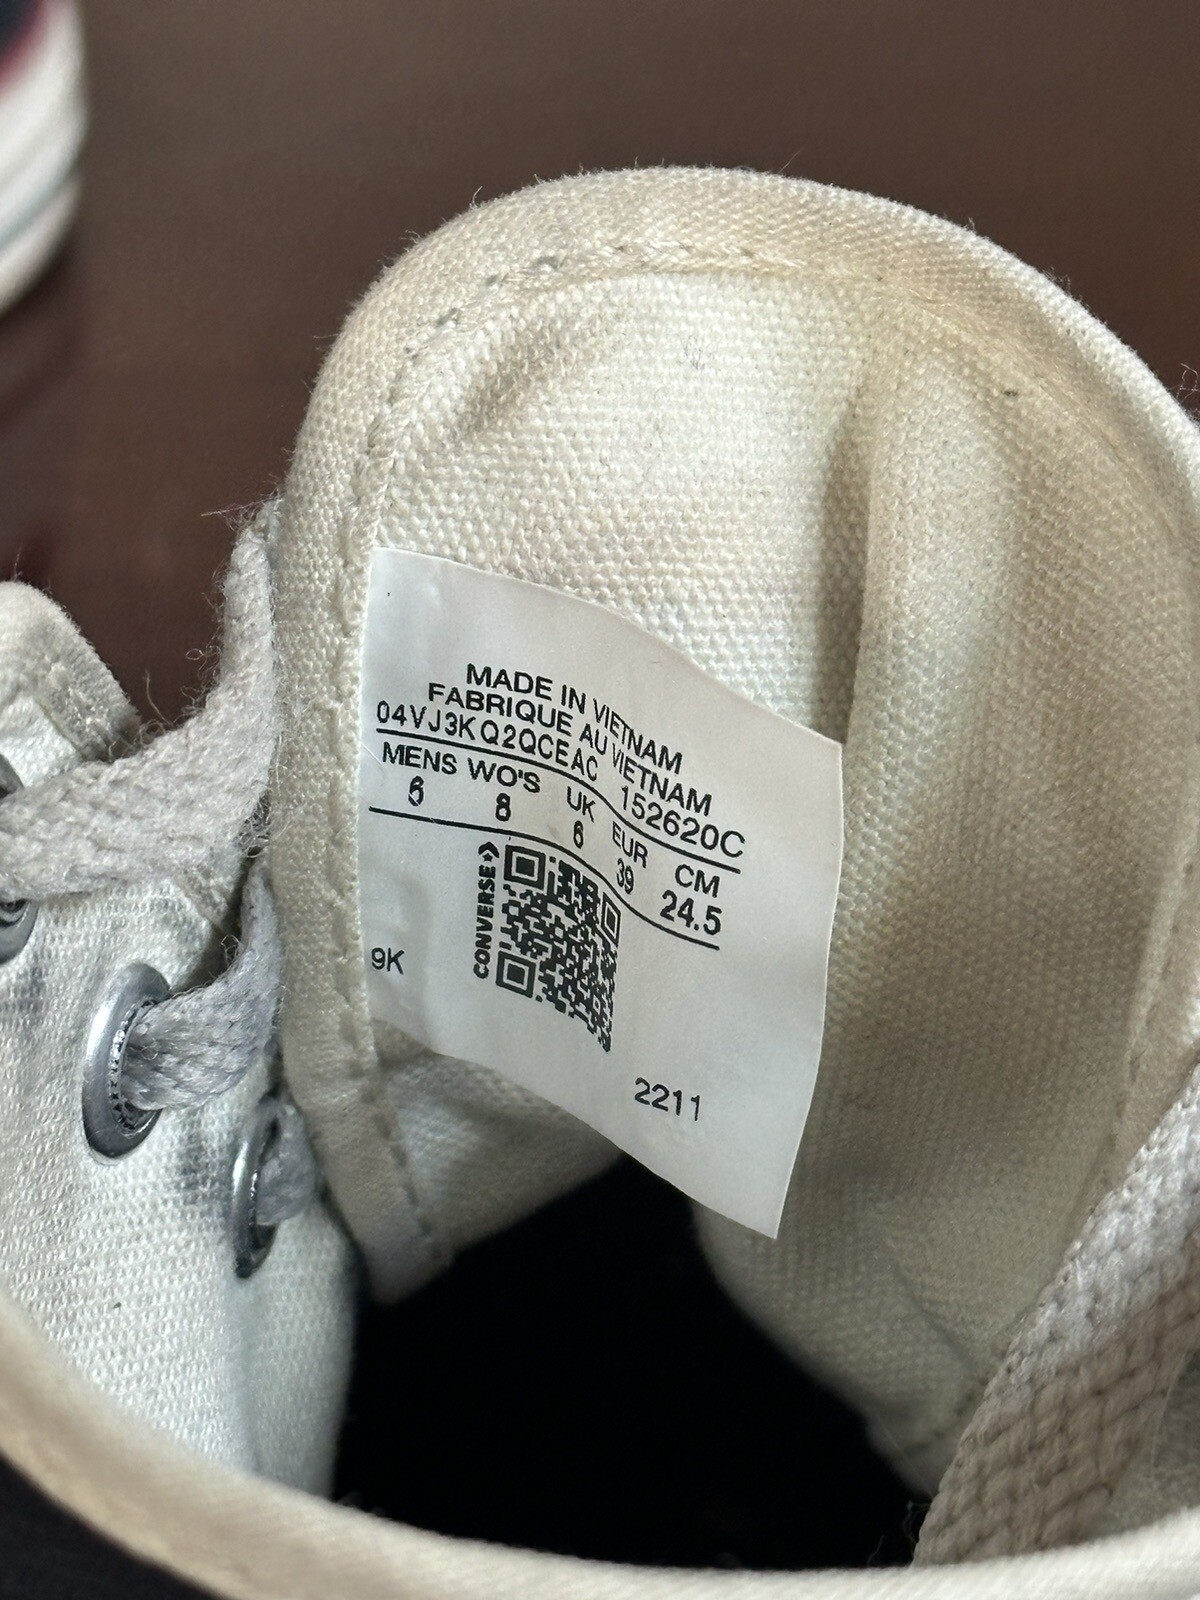 MADE IN VIETNAM
FABRIQUE AU VIETNAM
04VJ3KQ2QCEAC 152620C
MENS WO'S UK EUR CM
6 8 6 39 24.5
CONVERSE
9K
2211